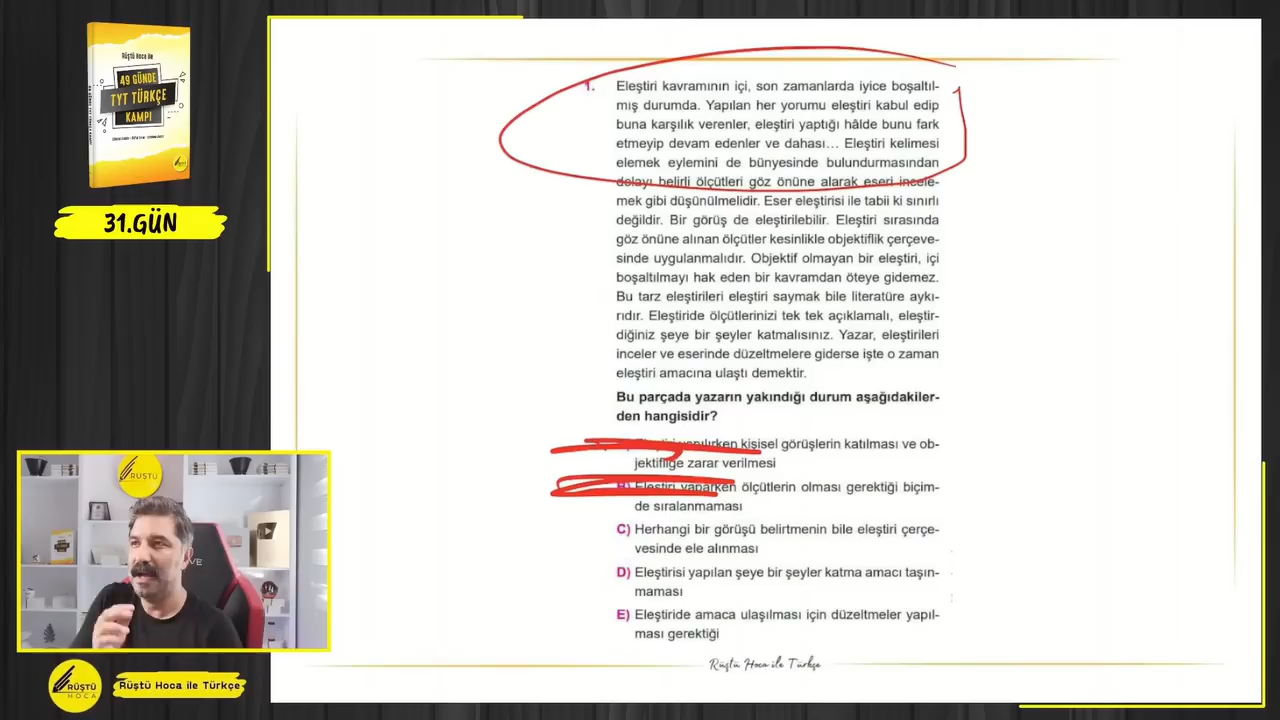 Rüştü Hoca ile
49 GÜNDE
TYT TÜRKÇE
KAMPI
31.GÜN
1. Eleştiri kavramının içi, son zamanlarda iyice boşaltıl-
mış durumda. Yapılan her yorumu eleştiri kabul edip
buna karşılık verenler, eleştiri yaptığı hâlde bunu fark
etmeyip devam edenler ve dahası... Eleştiri kelimesi
elemek eylemini de bünyesinde bulundurmasından
dolayı belirli ölçütleri göz önüne alarak eseri incele-
mek gibi düşünülmelidir. Eser eleştirisi ile tabii ki sınırlı
değildir. Bir görüş de eleştirilebilir. Eleştiri sırasında
göz önüne alınan ölçütler kesinlikle objektiflik çerçeve-
sinde uygulanmalıdır. Objektif olmayan bir eleştiri, içi
boşaltılmayı hak eden bir kavramdan öteye gidemez.
Bu tarz eleştirileri eleştiri saymak bile literatüre aykı-
rıdır. Eleştiride ölçütlerinizi tek tek açıklamalı, eleştir-
diğiniz şeye bir şeyler katmalısınız. Yazar, eleştirileri
inceler ve eserinde düzeltmelere giderse işte o zaman
eleştiri amacına ulaştı demektir.
Bu parçada yazarın yakındığı durum aşağıdakiler-
den hangisidir?
Eleştiri yapılırken kişisel görüşlerin katılması ve ob-
jektifliğe zarar verilmesi
B) Eleştiri yaparken ölçütlerin olması gerektiği biçim-
de sıralanmaması
C) Herhangi bir görüşü belirtmenin bile eleştiri çerçe-
vesinde ele alınması
D) Eleştirisi yapılan şeye bir şeyler katma amacı taşın-
maması
E) Eleştiride amaca ulaşılması için düzeltmeler yapıl-
ması gerektiği
Rüştü Hoca ile Türkçe
RÜŞTÜ
RÜŞTÜ
HOCA
Rüştü Hoca ile Türkçe